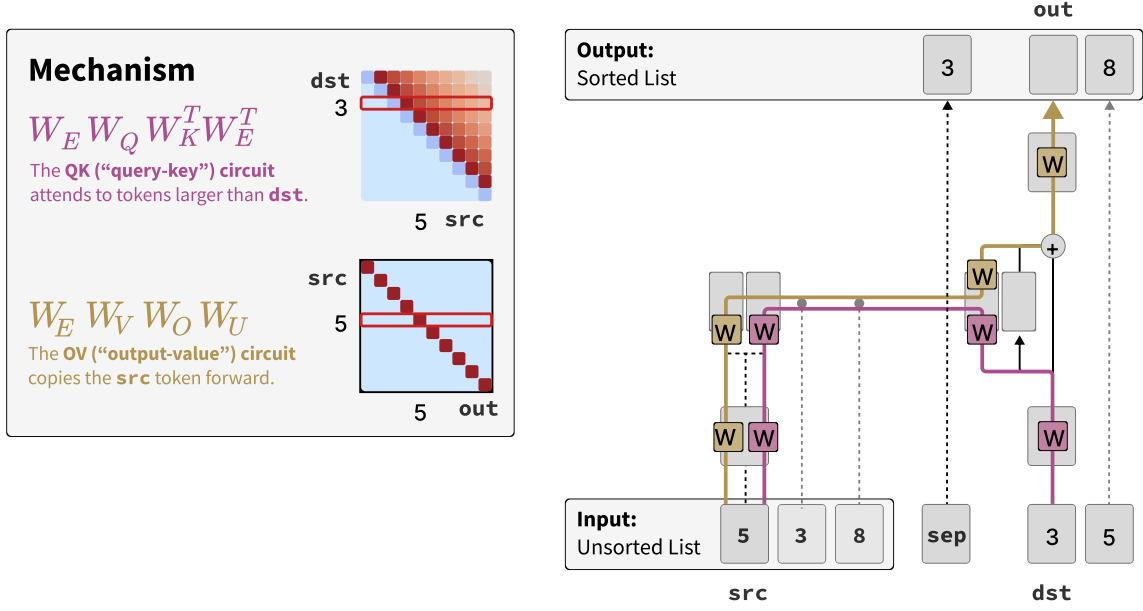 Mechanism
W_E W_Q W_K^T W_E^T
The QK (“query-key”) circuit
attends to tokens larger than dst.
dst
3
5 src
W_E W_V W_O W_U
The OV (“output-value”) circuit
copies the src token forward.
src
5
5 out
out
Output:
Sorted List
3
8
W
+
W
W
W
W
W
W
W
Input:
Unsorted List
5
3
8
sep
3
5
src
dst